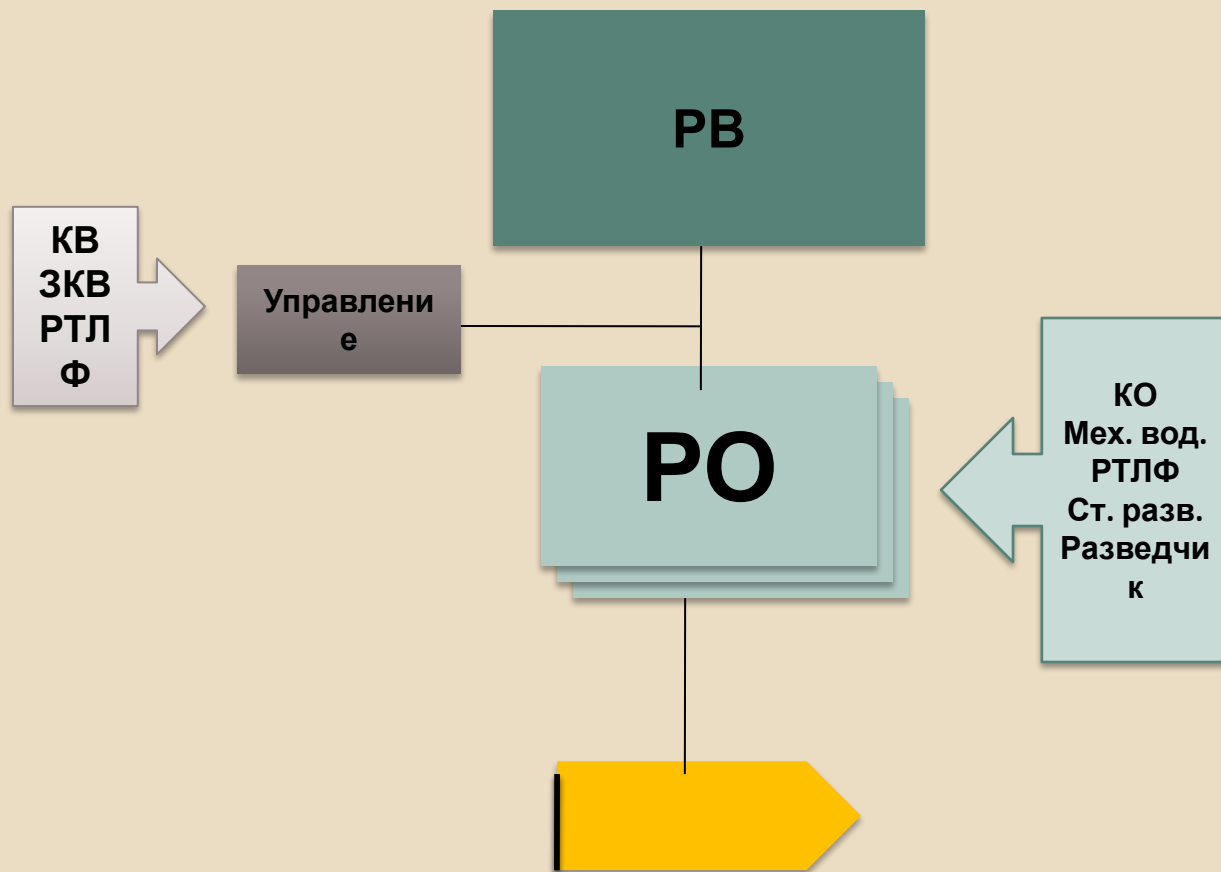 РВ
КВ
ЗКВ
РТЛ
Ф
Управлени
е
РО
КО
Мех. вод.
РТЛФ
Ст. разв.
Разведчи
к